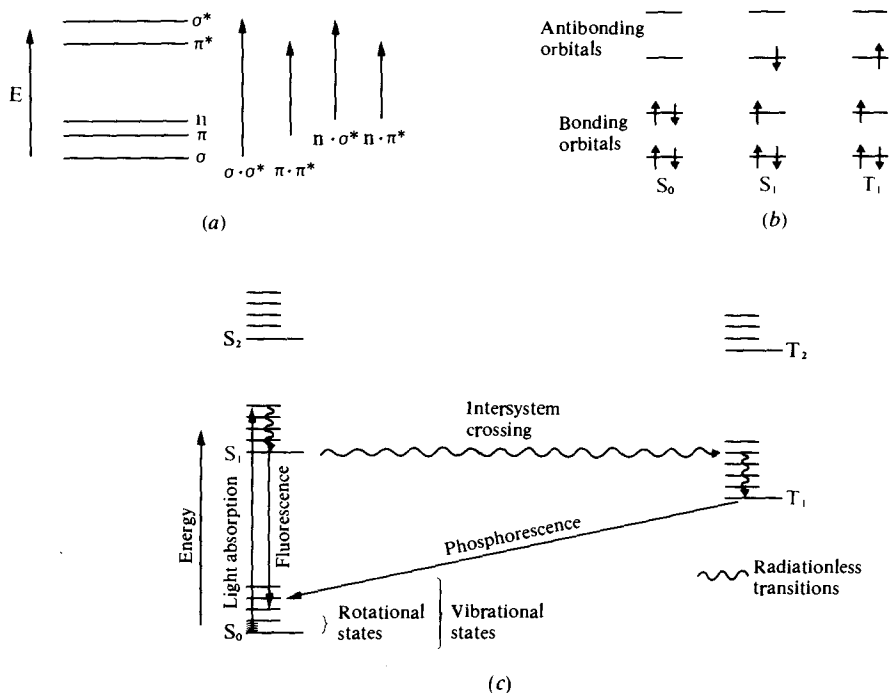 σ*
π*
E
n
π
σ
σ · σ*
π · π*
n · σ*
n · π*
(a)
Antibonding
orbitals
Bonding
orbitals
S₀
S₁
T₁
(b)
S₂
T₂
Intersystem
crossing
S₁
T₁
Energy
Light absorption
Fluorescence
Phosphorescence
Radiationless
transitions
Rotational
states
Vibrational
states
S₀
(c)